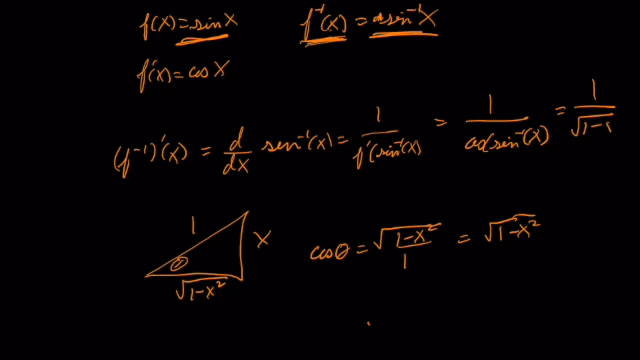 f(x) = sin x    f⁻¹(x) = sin⁻¹ x
f'(x) = cos x
(f⁻¹)'(x) = d/dx sen⁻¹(x) = 1/f'(sin⁻¹(x)) = 1/cos(sin⁻¹(x)) = 1/√1-x
1
x
θ
√1-x²
cos θ = √1-x²/1 = √1-x²